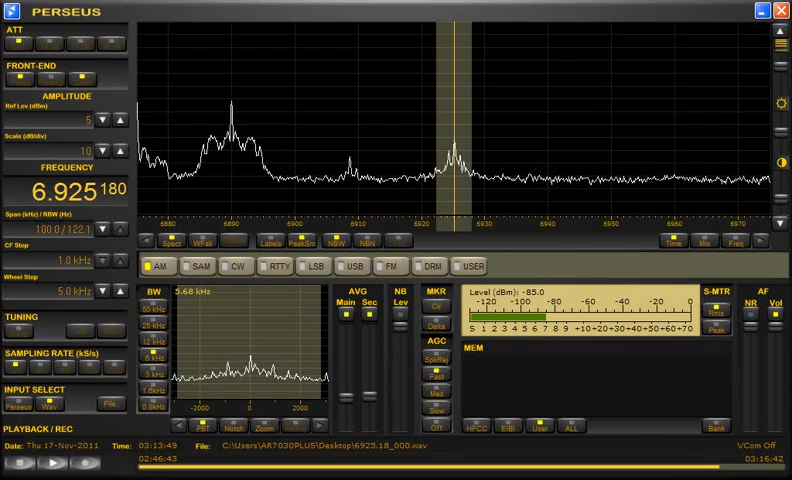 PERSEUS
ATT
FRONT-END
AMPLITUDE
Ref Lev (dBm)
5
Scale (dB/div)
10
FREQUENCY
6.925180
Span (kHz) / RBW (Hz)
100.0 / 122.1
CF Step
1.0 kHz
Wheel Step
5.0 kHz
TUNING
SAMPLING RATE (kS/s)
INPUT SELECT
Perseus Wav File
6880 6890 6900 6910 6920 6930 6940 6950 6960 6970
Spect WFall Labels PeakSrc NBW NBN Time Mix Freq
AM SAM CW RTTY LSB USB FM DRM USER
BW
50 kHz
25 kHz
12 kHz
6 kHz
3 kHz
1.6kHz
0.8kHz
5.68 kHz
-2000 0 2000
PBT Notch Zoom
AVG
Main Sec
NB
Lev
MKR
Clr
Delta
AGC
SpkRej
Fast
Med
Slow
Off
Level (dBm): -85.0
-120 -100 -80 -60 -40 -20 0
S 1 2 3 4 5 6 7 8 9 +10+20+30+40+50+60+70
S-MTR
Rms
Peak
AF
NR Vol
MEM
HFCC EIBI User ALL Bank
PLAYBACK / REC
Date: Thu 17-Nov-2011 Time: 03:13:49 File: C:\Users\AR7030PLUS\Desktop\6925.18_000.wav VCom Off
02:46:43 03:16:42